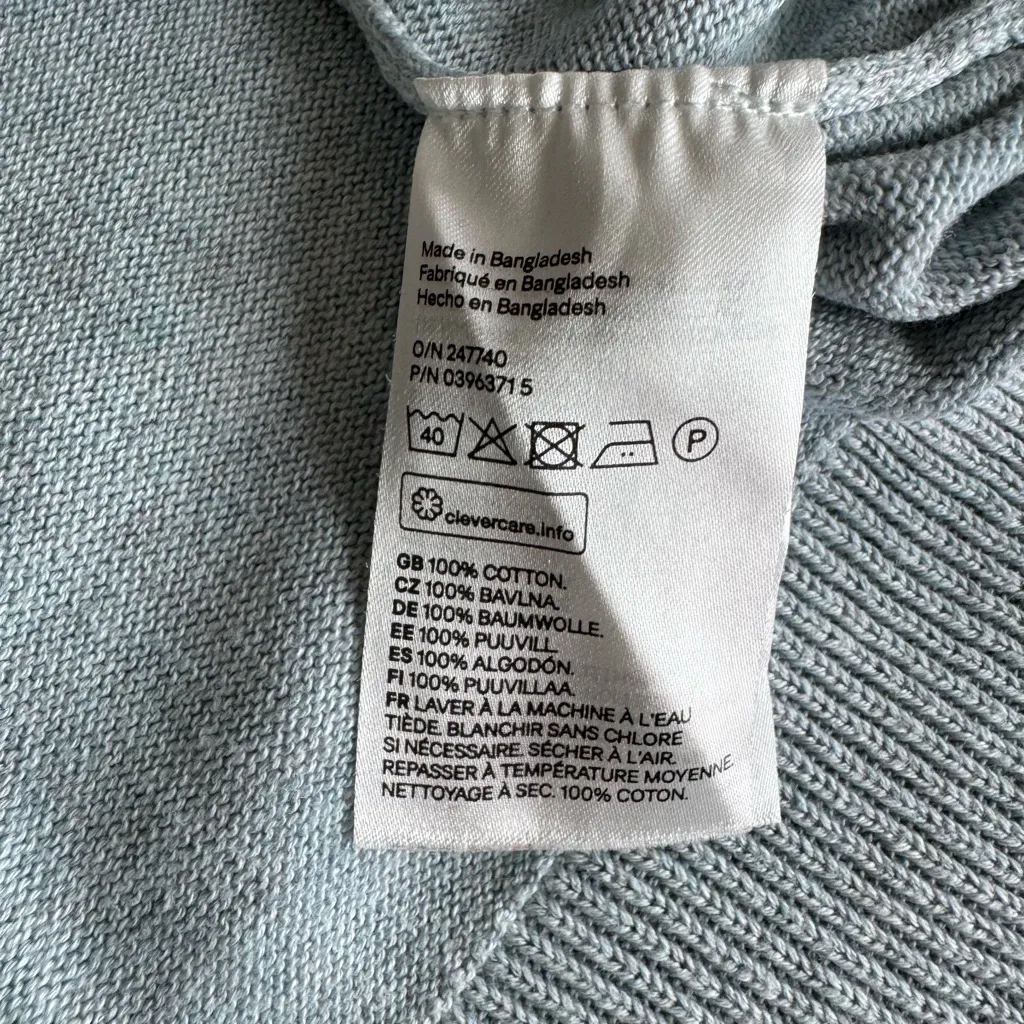 Made in Bangladesh
Fabriqué en Bangladesh
Hecho en Bangladesh
O/N 247740
P/N 0396371 5
40
P
clevercare.info
GB 100% COTTON.
CZ 100% BAVLNA.
DE 100% BAUMWOLLE.
EE 100% PUUVILL.
ES 100% ALGODÓN.
FI 100% PUUVILLAA.
FR LAVER À LA MACHINE À L'EAU
TIÈDE. BLANCHIR SANS CHLORE
SI NÉCESSAIRE. SÉCHER À L'AIR.
REPASSER À TEMPÉRATURE MOYENNE.
NETTOYAGE À SEC. 100% COTON.